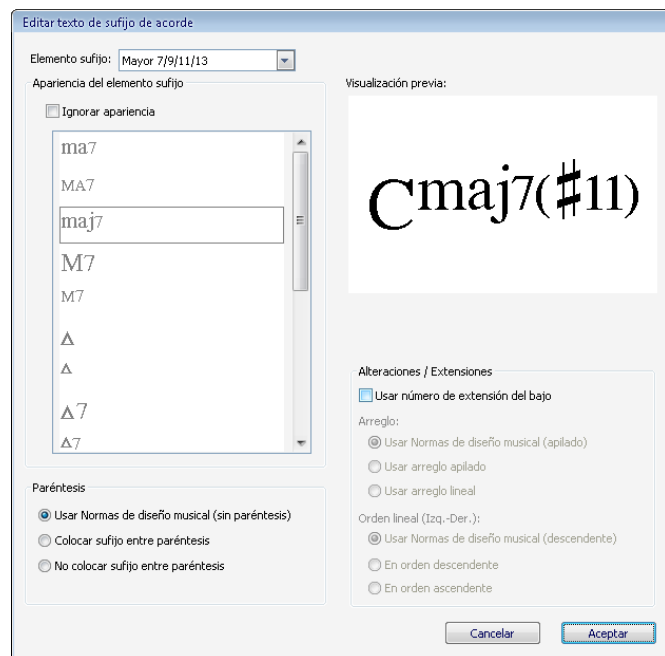 Editar texto de sufijo de acorde
Elemento sufijo: Mayor 7/9/11/13
Apariencia del elemento sufijo
Ignorar apariencia
ma7
MA7
maj7
M7
M7
Δ
Δ
Δ7
Δ7
Paréntesis
Usar Normas de diseño musical (sin paréntesis)
Colocar sufijo entre paréntesis
No colocar sufijo entre paréntesis
Visualización previa:
Cmaj7(♯11)
Alteraciones / Extensiones
Usar número de extensión del bajo
Arreglo:
Usar Normas de diseño musical (apilado)
Usar arreglo apilado
Usar arreglo lineal
Orden lineal (Izq.-Der.):
Usar Normas de diseño musical (descendente)
En orden descendente
En orden ascendente
Cancelar
Aceptar